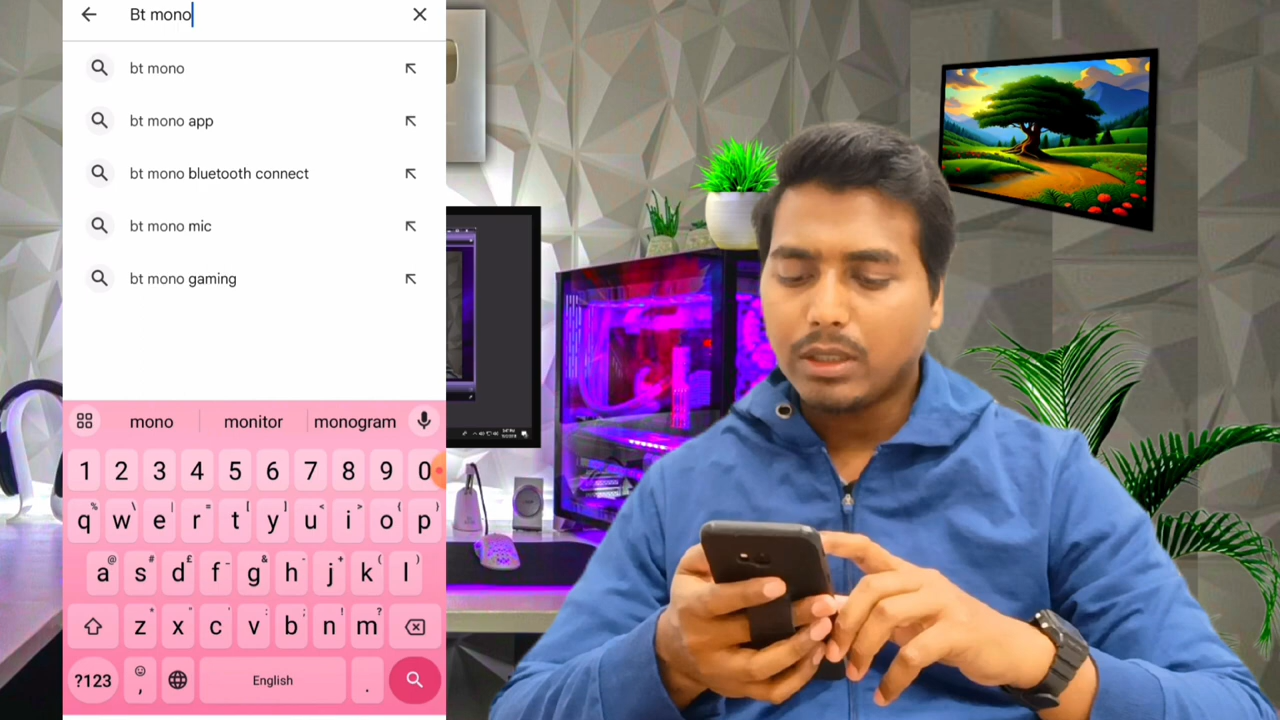 Bt mono
bt mono
bt mono app
bt mono bluetooth connect
bt mono mic
bt mono gaming
mono monitor monogram
1 2 3 4 5 6 7 8 9 0
% \ | = [ ] < > { }
q w e r t y u i o p
@ # £ - & - + ( )
a s d f g h j k l
* " ' : ; ! ?
z x c v b n m
?123 , English .